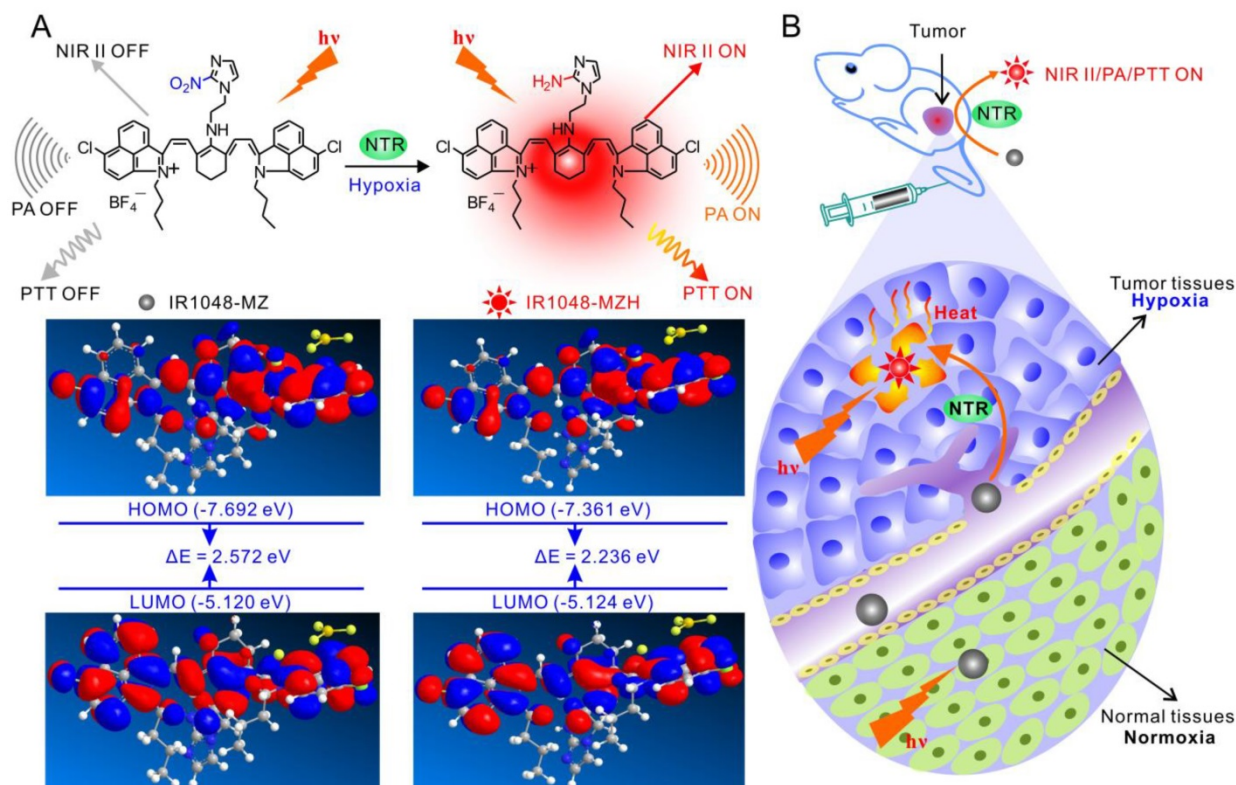 A
NIR II OFF
hν
hν
NIR II ON
O₂N
N
N
H₂N
N
N
NH
NH
Cl
Cl
NTR
Cl
Cl
N+
N
Hypoxia
N+
N
PA OFF
BF₄⁻
BF₄⁻
PA ON
PTT OFF
PTT ON
IR1048-MZ
IR1048-MZH
HOMO (-7.692 eV)
HOMO (-7.361 eV)
ΔE = 2.572 eV
ΔE = 2.236 eV
LUMO (-5.120 eV)
LUMO (-5.124 eV)
B
Tumor
NIR II/PA/PTT ON
NTR
Tumor tissues
Hypoxia
Heat
NTR
hν
hν
Normal tissues
Normoxia